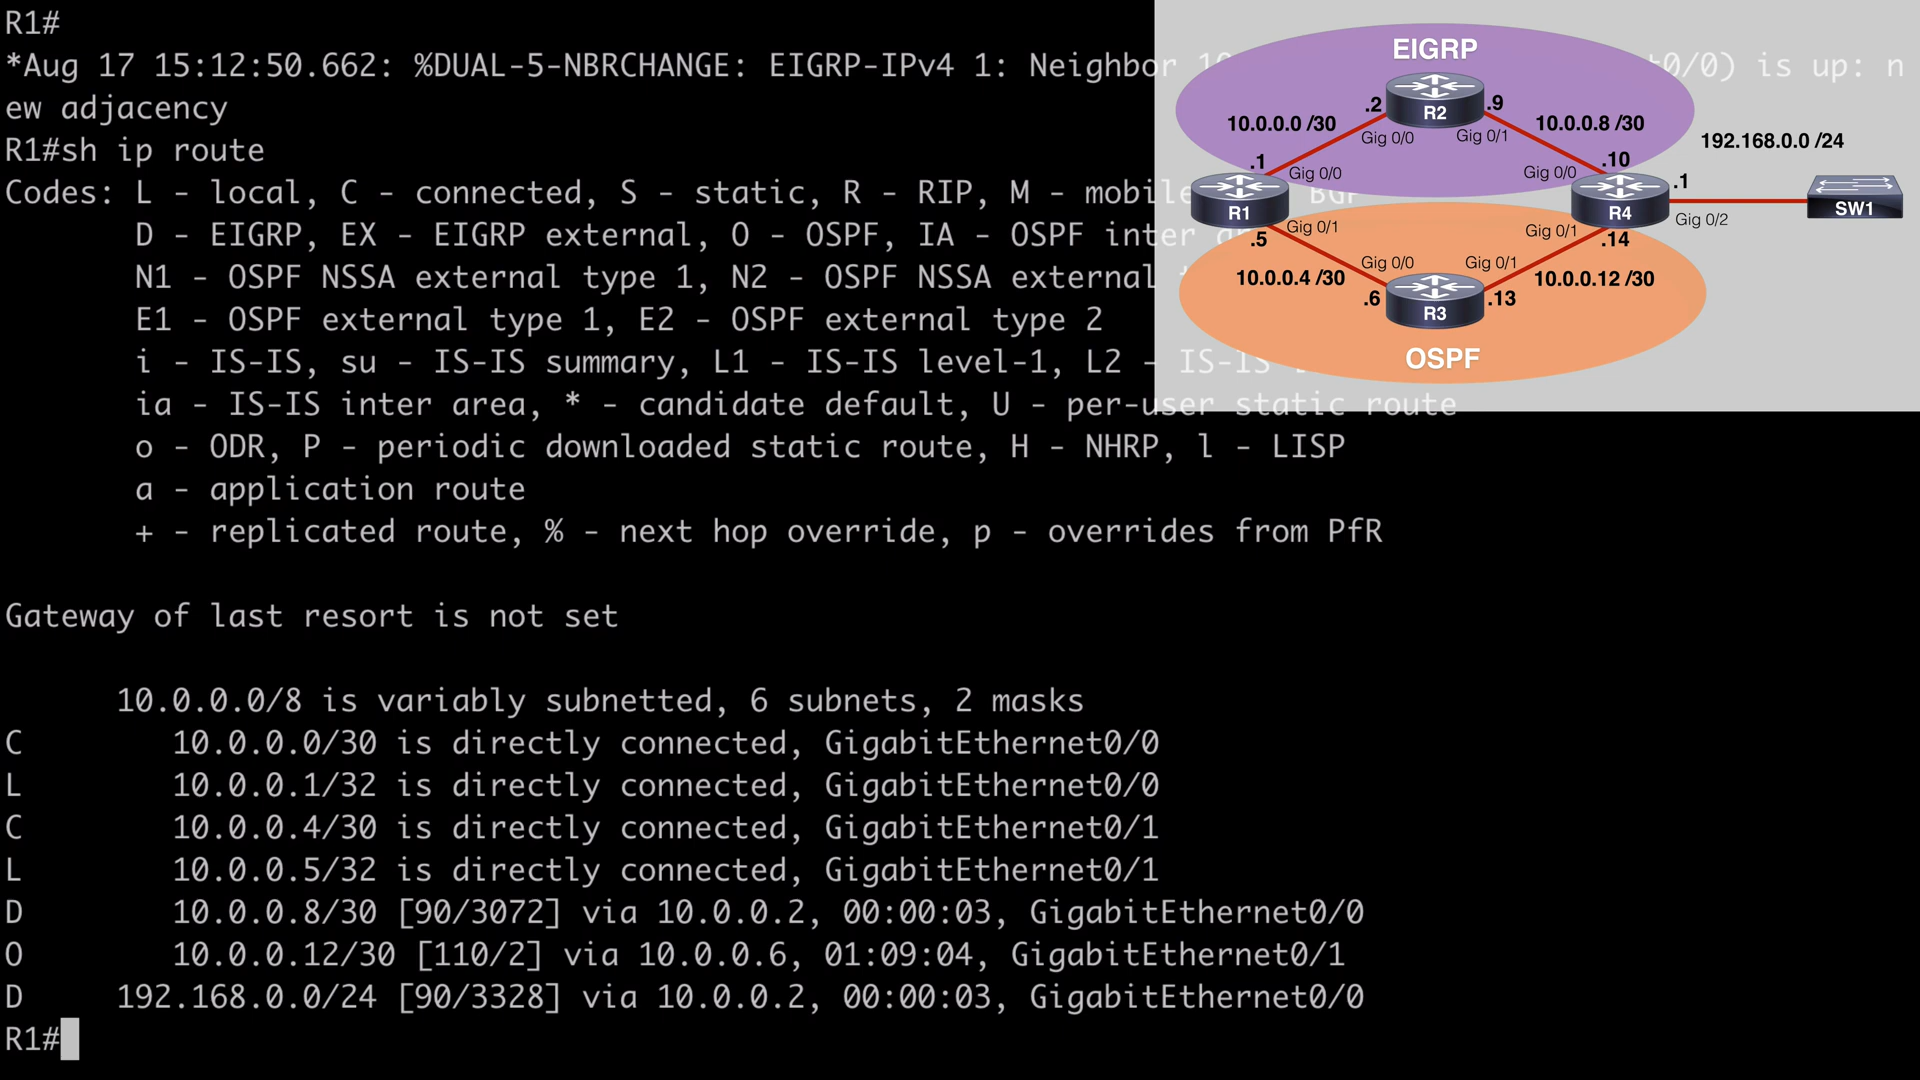 R1#
*Aug 17 15:12:50.662: %DUAL-5-NBRCHANGE: EIGRP-IPv4 1: Neighbor 10 t0/0) is up: n
ew adjacency
R1#sh ip route
Codes: L - local, C - connected, S - static, R - RIP, M - mobile BGP
D - EIGRP, EX - EIGRP external, O - OSPF, IA - OSPF inter
N1 - OSPF NSSA external type 1, N2 - OSPF NSSA external
E1 - OSPF external type 1, E2 - OSPF external type 2
i - IS-IS, su - IS-IS summary, L1 - IS-IS level-1, L2 - IS-IS
ia - IS-IS inter area, * - candidate default, U - per-user static route
o - ODR, P - periodic downloaded static route, H - NHRP, l - LISP
a - application route
+ - replicated route, % - next hop override, p - overrides from PfR
Gateway of last resort is not set
10.0.0.0/8 is variably subnetted, 6 subnets, 2 masks
C 10.0.0.0/30 is directly connected, GigabitEthernet0/0
L 10.0.0.1/32 is directly connected, GigabitEthernet0/0
C 10.0.0.4/30 is directly connected, GigabitEthernet0/1
L 10.0.0.5/32 is directly connected, GigabitEthernet0/1
D 10.0.0.8/30 [90/3072] via 10.0.0.2, 00:00:03, GigabitEthernet0/0
O 10.0.0.12/30 [110/2] via 10.0.0.6, 01:09:04, GigabitEthernet0/1
D 192.168.0.0/24 [90/3328] via 10.0.0.2, 00:00:03, GigabitEthernet0/0
R1#
EIGRP
.2 R2 .9
10.0.0.0 /30 Gig 0/0 Gig 0/1 10.0.0.8 /30
192.168.0.0 /24
.1 Gig 0/0 Gig 0/0 .10
R1 R4 .1 SW1
Gig 0/2
.5 Gig 0/1 Gig 0/1 .14
Gig 0/0 Gig 0/1
10.0.0.4 /30 10.0.0.12 /30
.6 R3 .13
OSPF